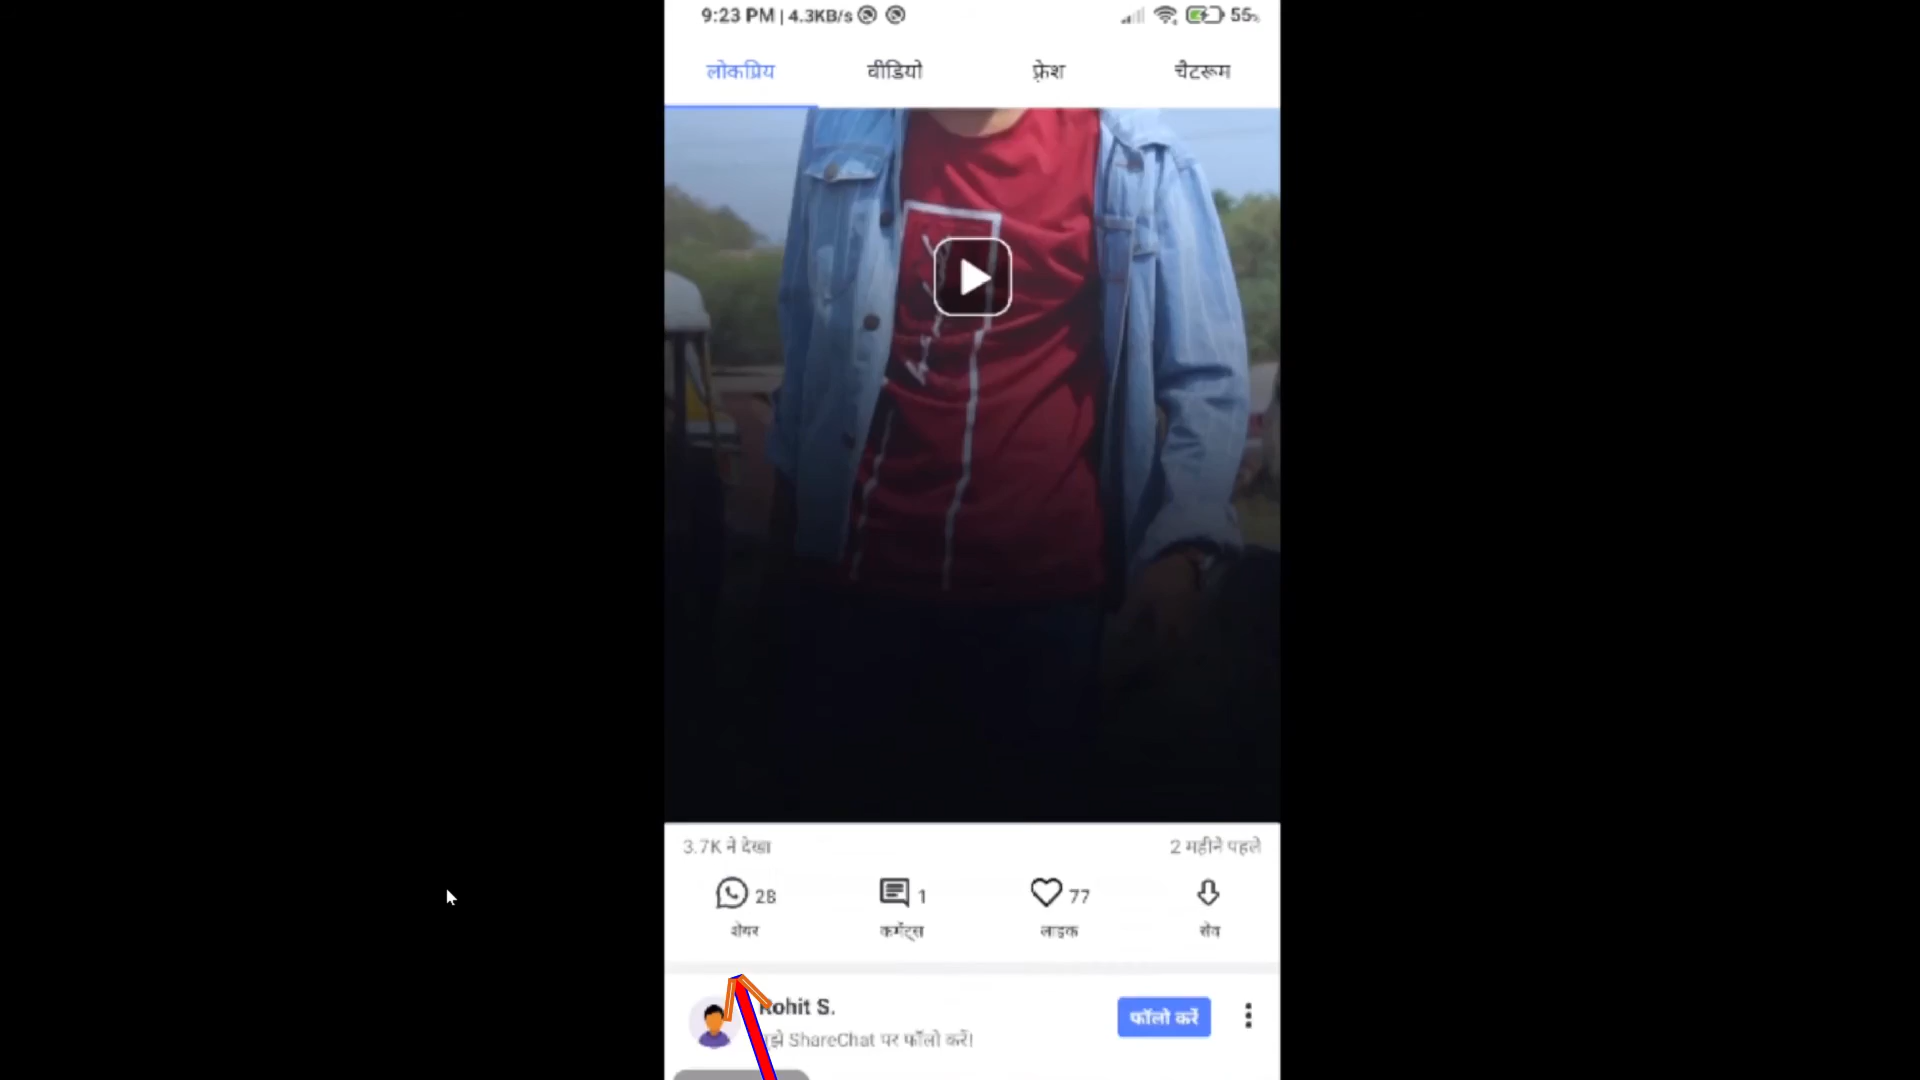 9:23 PM | 4.3KB/s 55%
लोकप्रिय वीडियो फ़्रेश चैटरूम
3.7K ने देखा 2 महीने पहले
28 1 77
शेयर कमेंट्स लाइक सेव
Rohit S. फॉलो करें
ShareChat पर फॉलो करें!